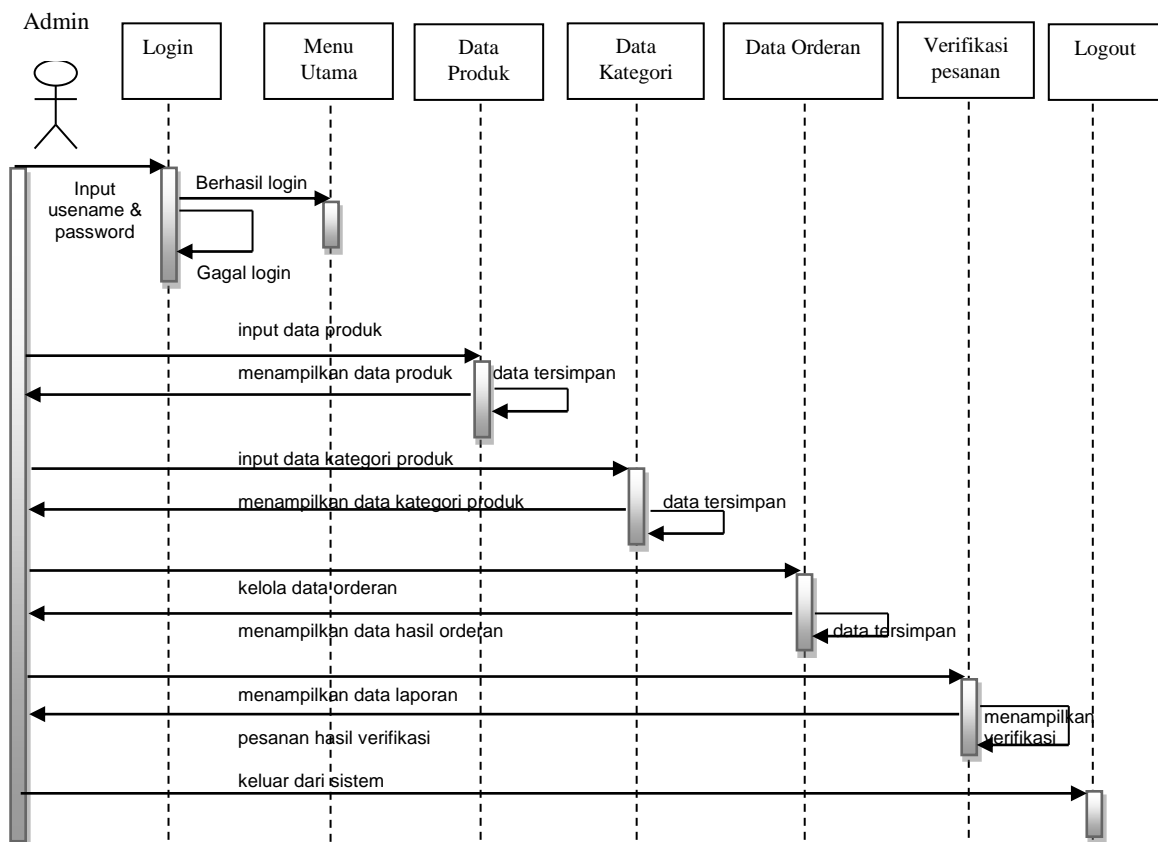 Admin
Login
Menu
Utama
Data
Produk
Data
Kategori
Data Orderan
Verifikasi
pesanan
Logout
Input
usename &
password
Berhasil login
Gagal login
input data produk
menampilkan data produk
data tersimpan
input data kategori produk
menampilkan data kategori produk
data tersimpan
kelola data orderan
menampilkan data hasil orderan
data tersimpan
menampilkan data laporan
menampilkan
verifikasi
pesanan hasil verifikasi
keluar dari sistem